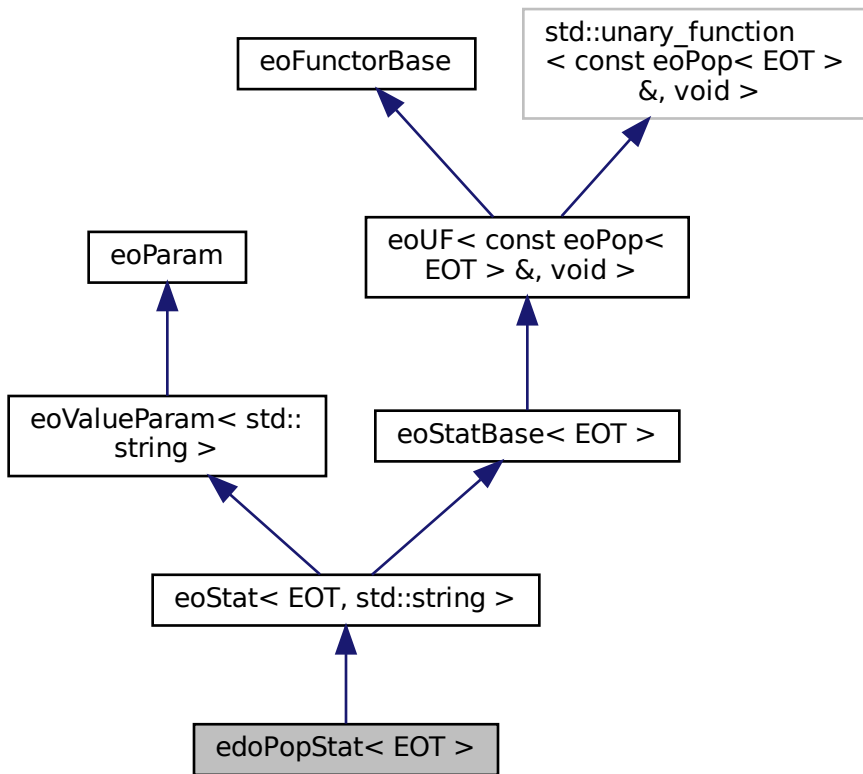 std::unary_function
< const eoPop< EOT >
&, void >
eoFunctorBase
eoUF< const eoPop<
EOT > &, void >
eoParam
eoValueParam< std::
string >
eoStatBase< EOT >
eoStat< EOT, std::string >
edoPopStat< EOT >